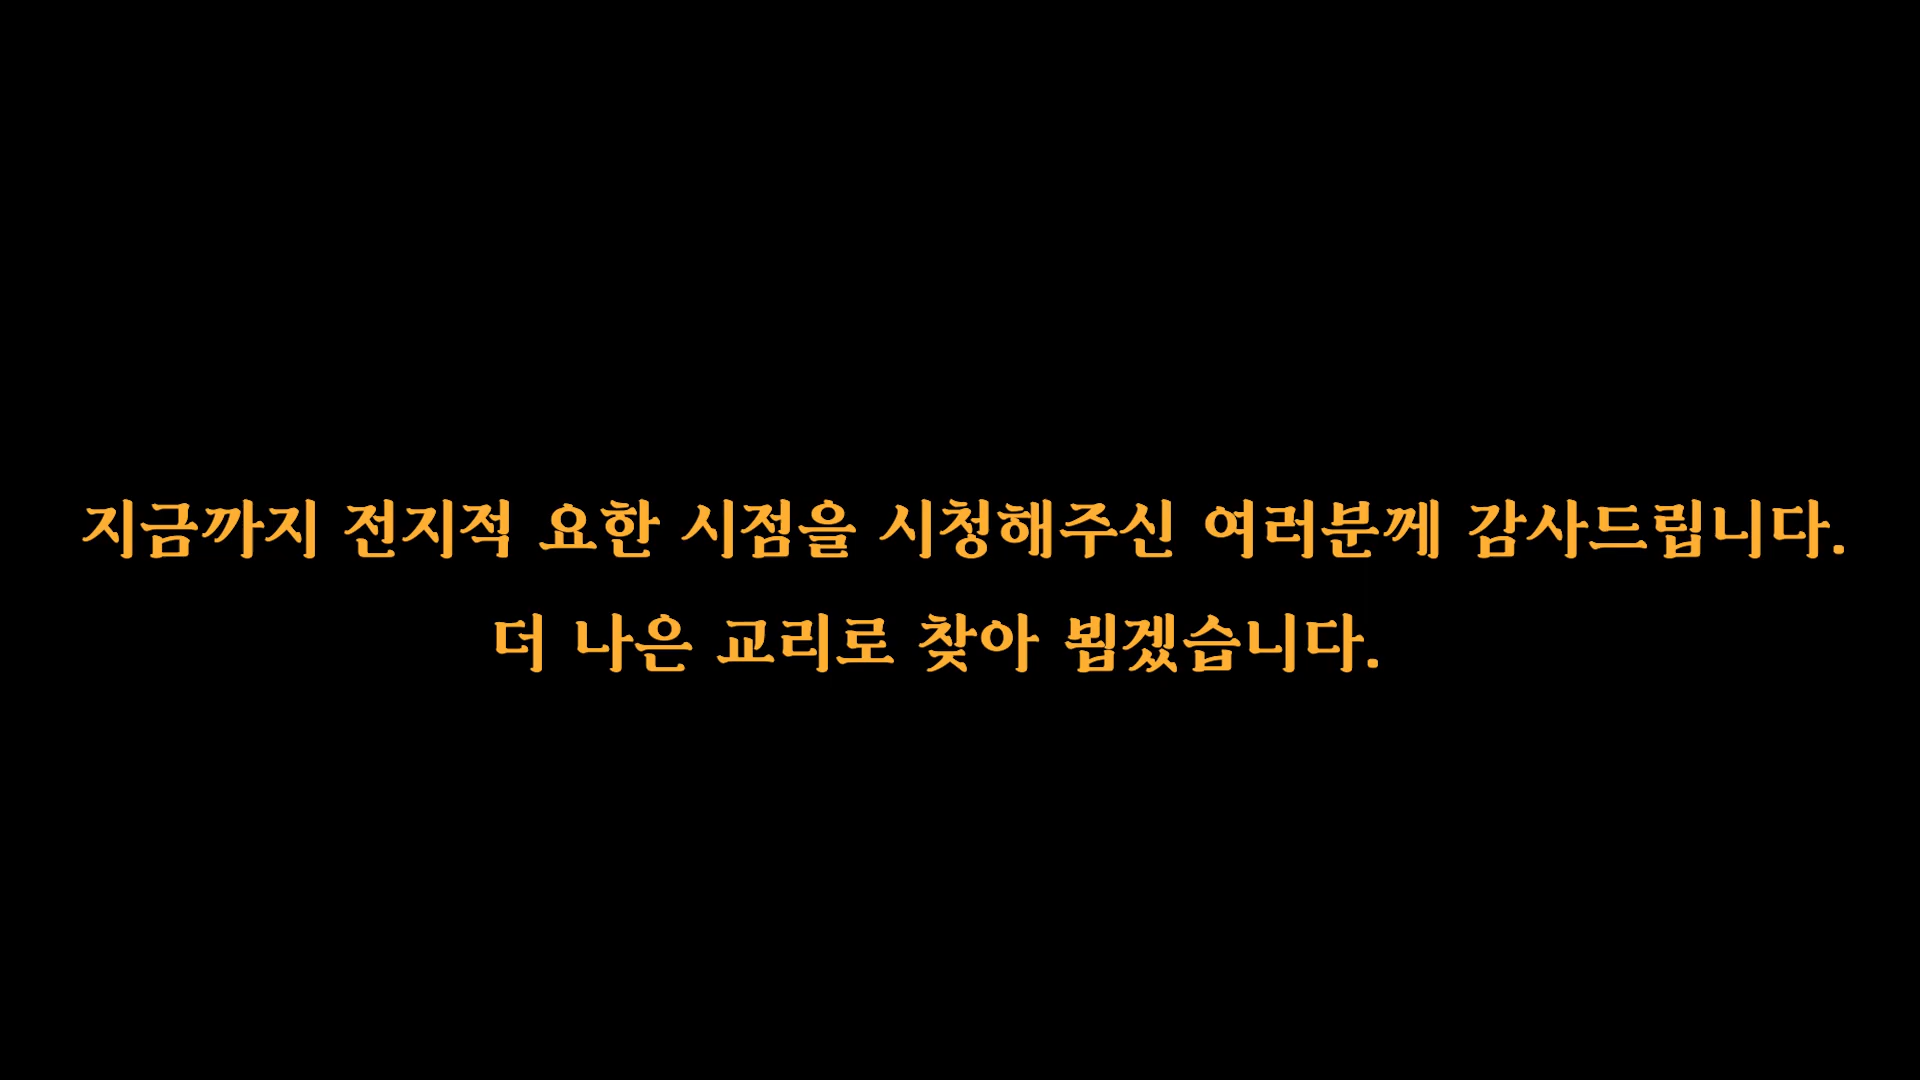 지금까지 전지적 요한 시점을 시청해주신 여러분께 감사드립니다.
더 나은 교리로 찾아 뵙겠습니다.